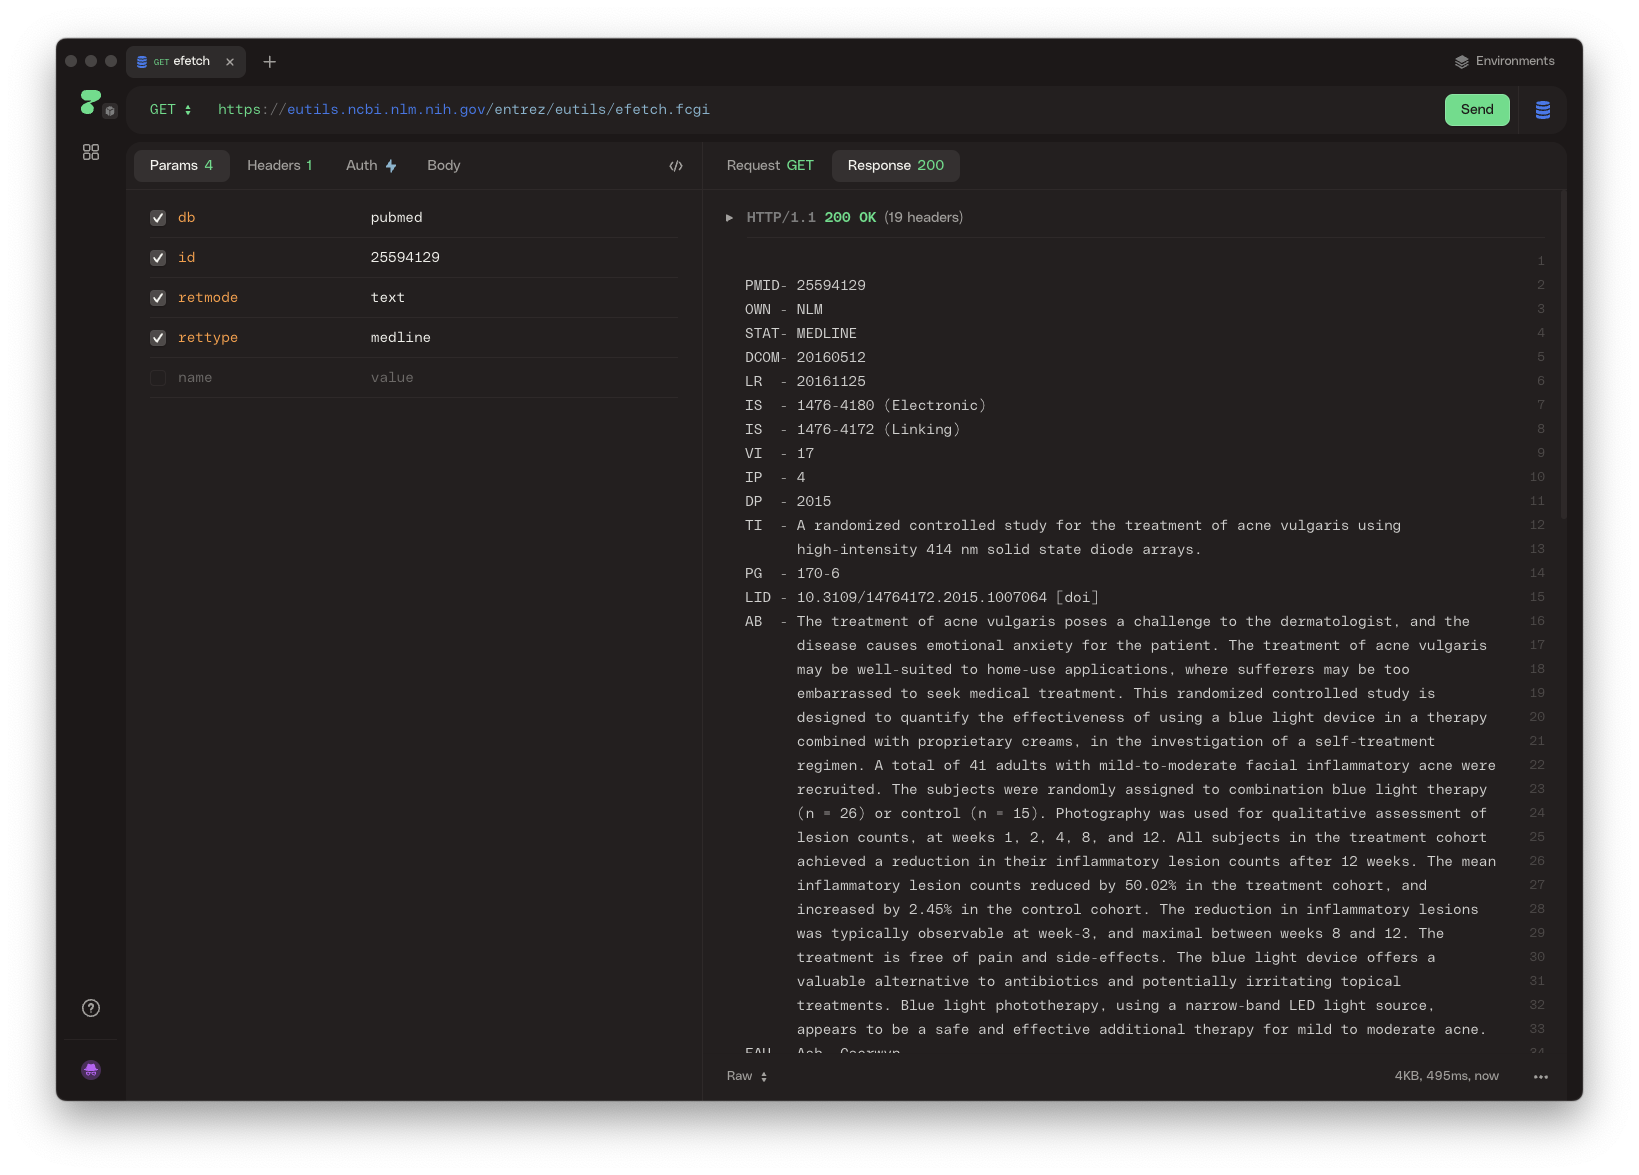 GET efetch
Environments
GET https://eutils.ncbi.nlm.nih.gov/entrez/eutils/efetch.fcgi
Send
Params 4 Headers 1 Auth Body
db pubmed
id 25594129
retmode text
rettype medline
name value
Request GET Response 200
HTTP/1.1 200 OK (19 headers)
1
PMID- 25594129 2
OWN - NLM 3
STAT- MEDLINE 4
DCOM- 20160512 5
LR  - 20161125 6
IS  - 1476-4180 (Electronic) 7
IS  - 1476-4172 (Linking) 8
VI  - 17 9
IP  - 4 10
DP  - 2015 11
TI  - A randomized controlled study for the treatment of acne vulgaris using 12
high-intensity 414 nm solid state diode arrays. 13
PG  - 170-6 14
LID - 10.3109/14764172.2015.1007064 [doi] 15
AB  - The treatment of acne vulgaris poses a challenge to the dermatologist, and the 16
disease causes emotional anxiety for the patient. The treatment of acne vulgaris 17
may be well-suited to home-use applications, where sufferers may be too 18
embarrassed to seek medical treatment. This randomized controlled study is 19
designed to quantify the effectiveness of using a blue light device in a therapy 20
combined with proprietary creams, in the investigation of a self-treatment 21
regimen. A total of 41 adults with mild-to-moderate facial inflammatory acne were 22
recruited. The subjects were randomly assigned to combination blue light therapy 23
(n = 26) or control (n = 15). Photography was used for qualitative assessment of 24
lesion counts, at weeks 1, 2, 4, 8, and 12. All subjects in the treatment cohort 25
achieved a reduction in their inflammatory lesion counts after 12 weeks. The mean 26
inflammatory lesion counts reduced by 50.02% in the treatment cohort, and 27
increased by 2.45% in the control cohort. The reduction in inflammatory lesions 28
was typically observable at week-3, and maximal between weeks 8 and 12. The 29
treatment is free of pain and side-effects. The blue light device offers a 30
valuable alternative to antibiotics and potentially irritating topical 31
treatments. Blue light phototherapy, using a narrow-band LED light source, 32
appears to be a safe and effective additional therapy for mild to moderate acne. 33
Raw
4KB, 495ms, now